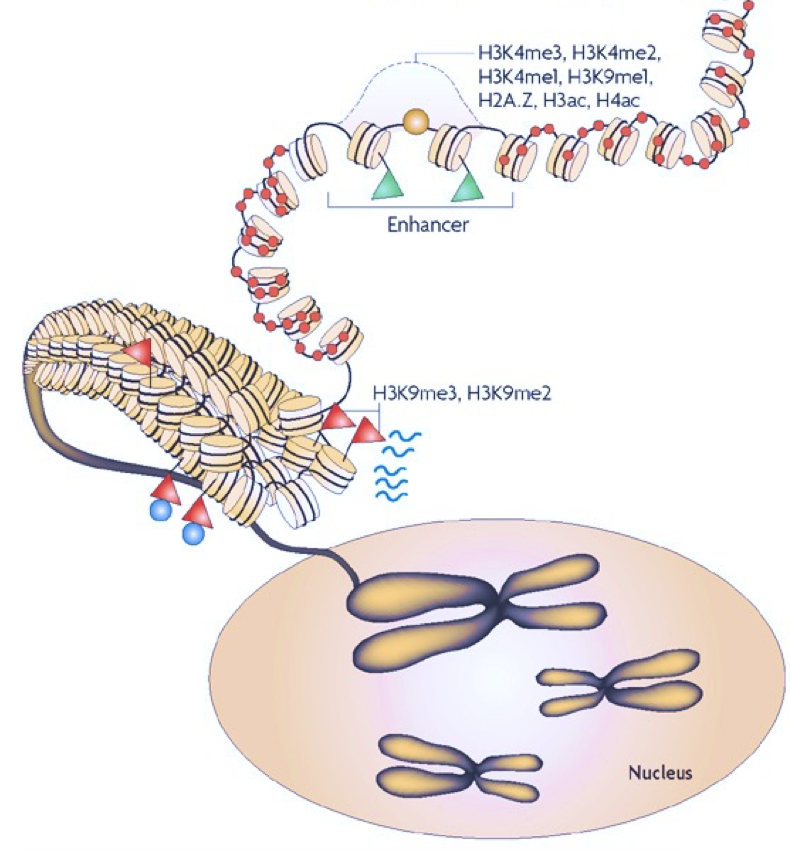 H3K4me3, H3K4me2,
H3K4me1, H3K9me1,
H2A.Z, H3ac, H4ac
Enhancer
H3K9me3, H3K9me2
Nucleus